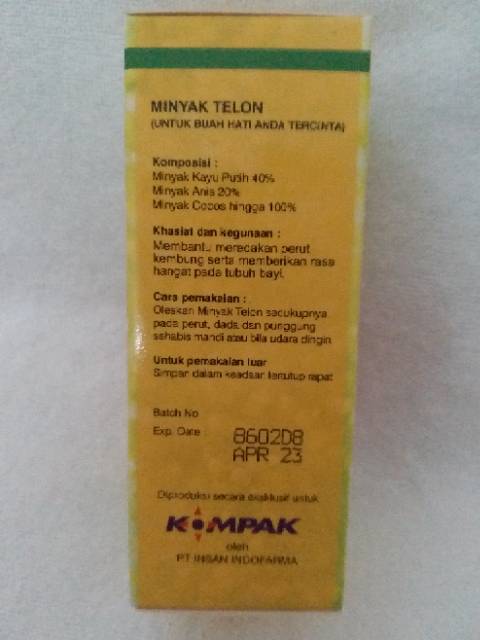 MINYAK TELON
(UNTUK BUAH HATI ANDA TERCINTA)
Komposisi :
Minyak Kayu Putih 40%
Minyak Anis 20%
Minyak Cocos hingga 100%
Khasiat dan kegunaan :
Membantu meredakan perut
kembung serta memberikan rasa
hangat pada tubuh bayi.
Cara pemakaian :
Oleskan Minyak Telon secukupnya
pada perut, dada dan punggung
sehabis mandi atau bila udara dingin
Untuk pemakaian luar
Simpan dalam keadaan tertutup rapat
Batch No
Exp. Date : 8602D8
APR 23
Diproduksi secara eksklusif untuk
KOMPAK
oleh
PT INSAN INDOFARMA